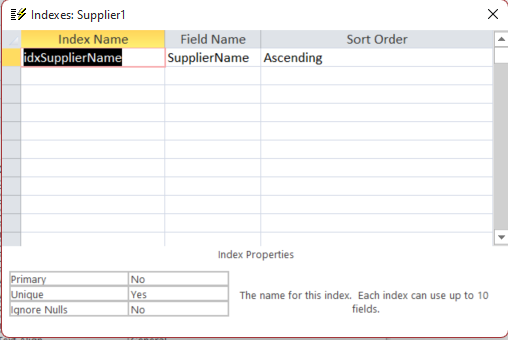 Indexes: Supplier1
Index Name Field Name Sort Order
idxSupplierName SupplierName Ascending
Index Properties
Primary No
Unique Yes
Ignore Nulls No
The name for this index. Each index can use up to 10
fields.